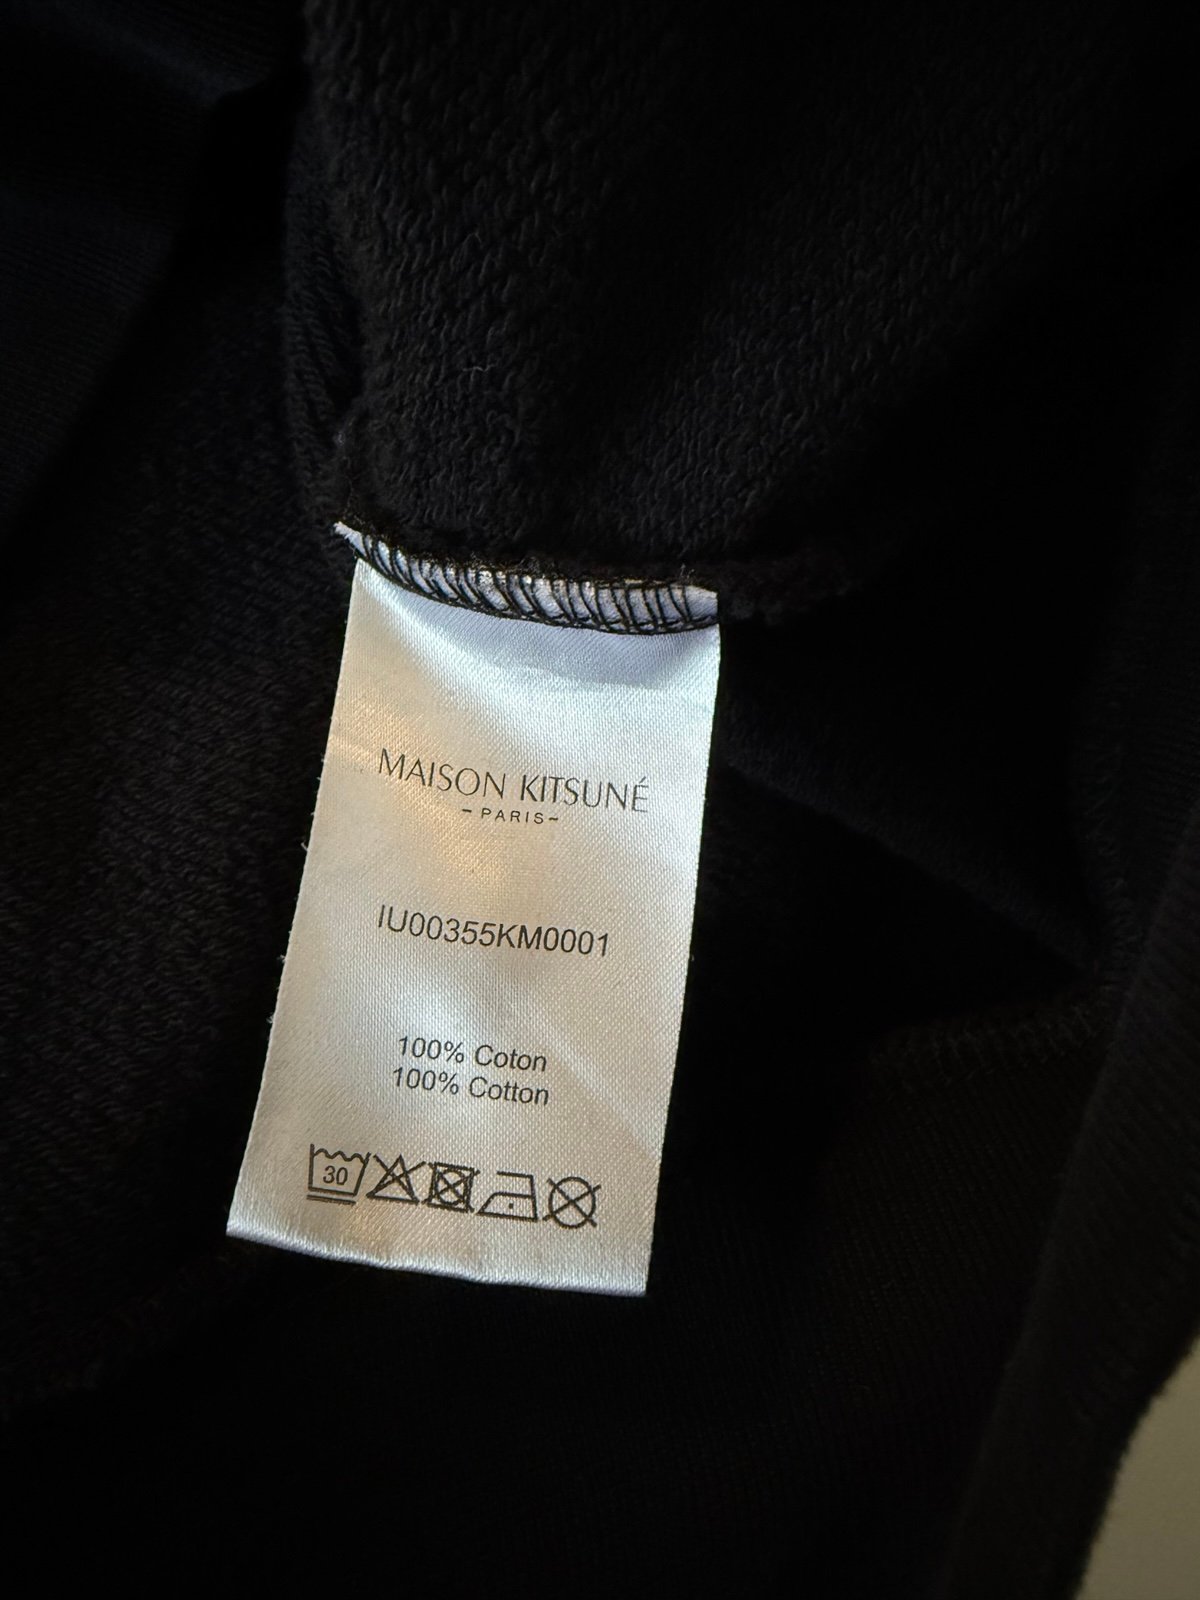 MAISON KITSUNÉ
-PARIS-
IU00355KM0001
100% Coton
100% Cotton
30